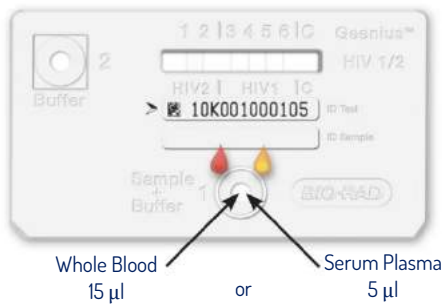 1 2 | 3 4 5 6 | C Geenius™
2 HIV 1/2
HIV2 | HIV1 | C
Buffer
> 10K001000105 ID Test
ID Sample
Sample
+ 1 BIO-RAD
Buffer
Whole Blood or Serum Plasma
15 µl 5 µl